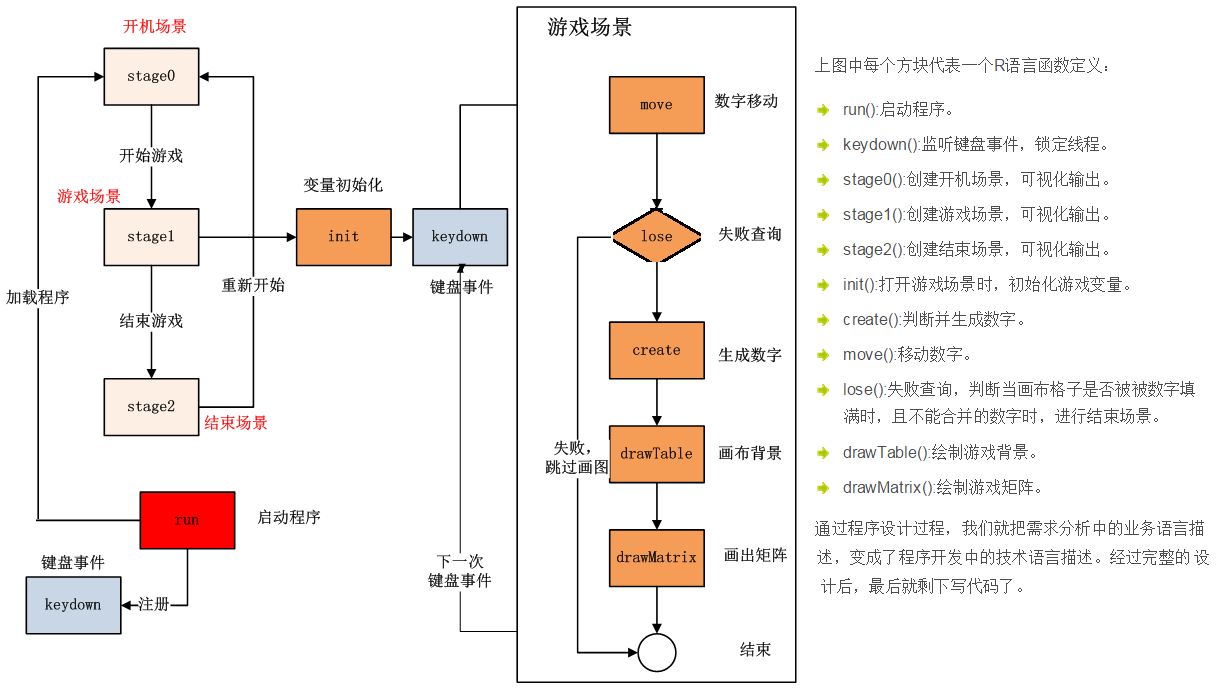 开机场景
stage0
开始游戏
游戏场景
stage1
变量初始化
init
keydown
键盘事件
加载程序
重新开始
结束游戏
stage2
结束场景
run
启动程序
键盘事件
keydown
注册
下一次
键盘事件
游戏场景
move
数字移动
lose
失败查询
create
生成数字
失败，
跳过画图
drawTable
画布背景
drawMatrix
画出矩阵
结束
上图中每个方块代表一个R语言函数定义：
run():启动程序。
keydown():监听键盘事件，锁定线程。
stage0():创建开机场景，可视化输出。
stage1():创建游戏场景，可视化输出。
stage2():创建结束场景，可视化输出。
init():打开游戏场景时，初始化游戏变量。
create():判断并生成数字。
move():移动数字。
lose():失败查询，判断当画布格子是否被被数字填
满时，且不能合并的数字时，进行结束场景。
drawTable():绘制游戏背景。
drawMatrix():绘制游戏矩阵。
通过程序设计过程，我们就把需求分析中的业务语言描
述，变成了程序开发中的技术语言描述。经过完整的 设
计后，最后就剩下写代码了。